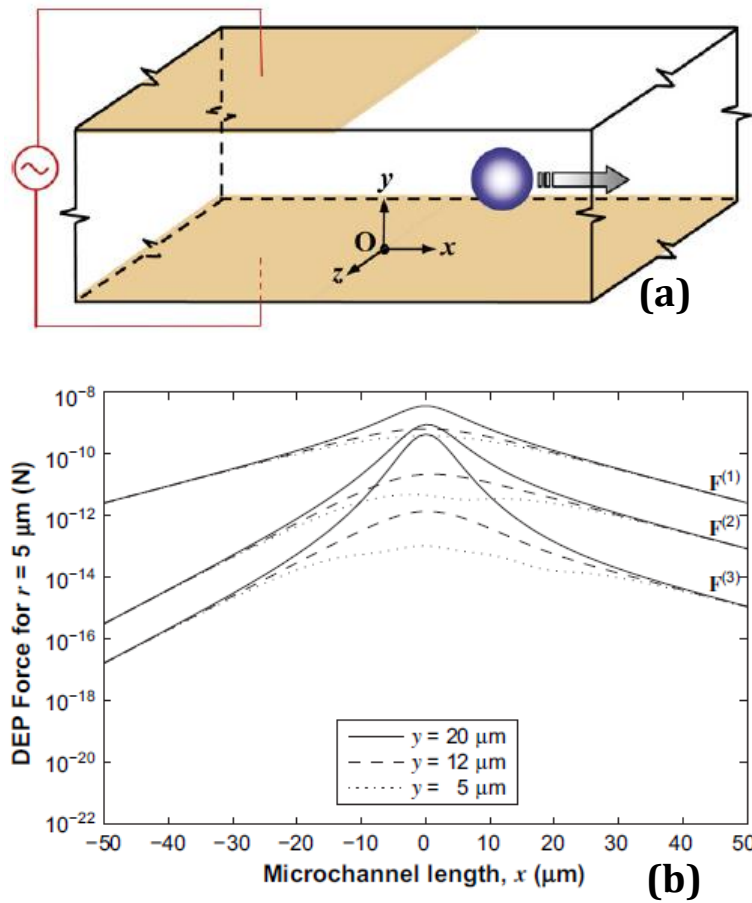 y
O
x
z
(a)
DEP Force for r = 5 μm (N)
10⁻⁸
10⁻¹⁰
10⁻¹²
10⁻¹⁴
10⁻¹⁶
10⁻¹⁸
10⁻²⁰
10⁻²²
F⁽¹⁾
F⁽²⁾
F⁽³⁾
y = 20 μm
y = 12 μm
y = 5 μm
−50 −40 −30 −20 −10 0 10 20 30 40 50
Microchannel length, x (μm)
(b)